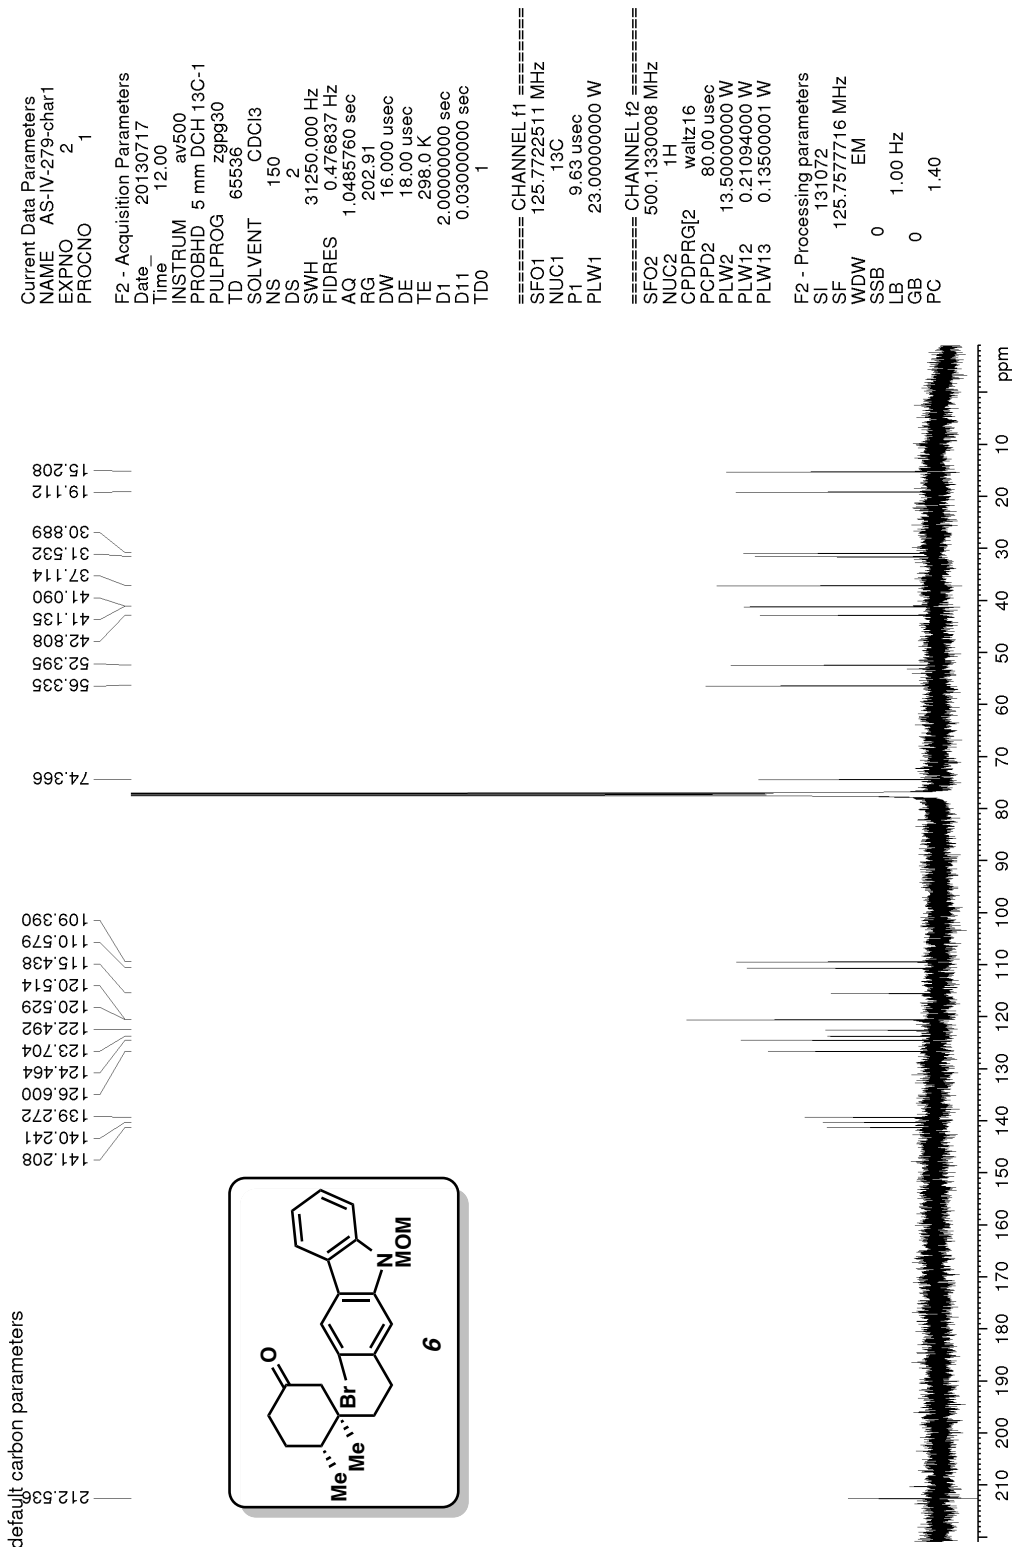 default carbon parameters
212.536
141.208
140.241
139.272
126.600
124.464
123.704
122.492
120.529
120.514
115.438
110.579
109.390
74.366
56.335
52.395
42.808
41.135
41.090
37.114
31.532
30.889
19.112
15.208
O
Br
Me
Me
N
MOM
6
210 200 190 180 170 160 150 140 130 120 110 100 90 80 70 60 50 40 30 20 10 ppm
Current Data Parameters
NAME AS-IV-279-char1
EXPNO 2
PROCNO 1
F2 - Acquisition Parameters
Date_ 20130717
Time 12.00
INSTRUM av500
PROBHD 5 mm DCH 13C-1
PULPROG zgpg30
TD 65536
SOLVENT CDCl3
NS 150
DS 2
SWH 31250.000 Hz
FIDRES 0.476837 Hz
AQ 1.0485760 sec
RG 202.91
DW 16.000 usec
DE 18.00 usec
TE 298.0 K
D1 2.00000000 sec
D11 0.03000000 sec
TD0 1
======== CHANNEL f1 ========
SFO1 125.7722511 MHz
NUC1 13C
P1 9.63 usec
PLW1 23.00000000 W
======== CHANNEL f2 ========
SFO2 500.1330008 MHz
NUC2 1H
CPDPRG[2 waltz16
PCPD2 80.00 usec
PLW2 13.50000000 W
PLW12 0.21094000 W
PLW13 0.13500001 W
F2 - Processing parameters
SI 131072
SF 125.7577716 MHz
WDW EM
SSB 0
LB 1.00 Hz
GB 0
PC 1.40